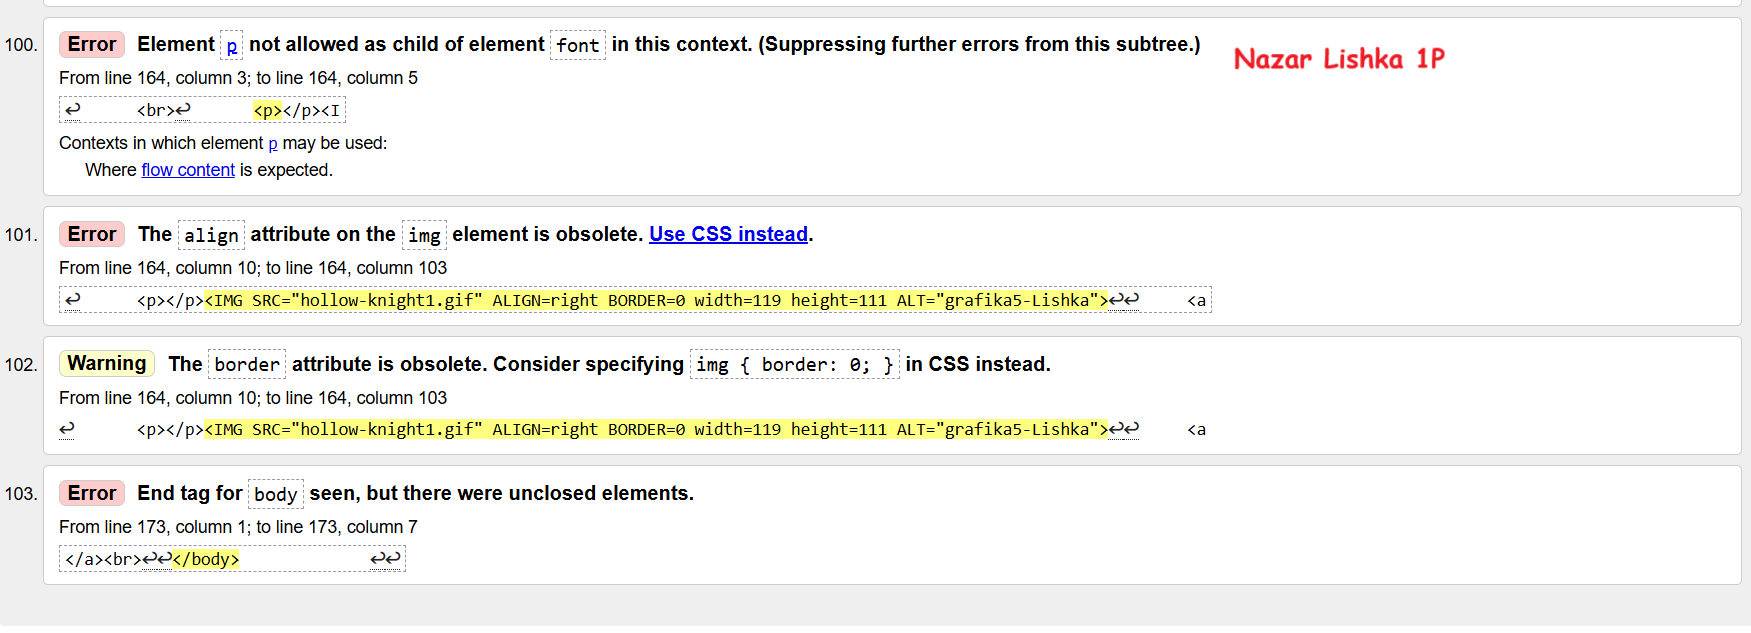 100. Error Element p not allowed as child of element font in this context. (Suppressing further errors from this subtree.)
Nazar Lishka 1P
From line 164, column 3; to line 164, column 5
↩ <br>↩ <p></p><I
Contexts in which element p may be used:
Where flow content is expected.
101. Error The align attribute on the img element is obsolete. Use CSS instead.
From line 164, column 10; to line 164, column 103
↩ <p></p><IMG SRC="hollow-knight1.gif" ALIGN=right BORDER=0 width=119 height=111 ALT="grafika5-Lishka">↩↩ <a
102. Warning The border attribute is obsolete. Consider specifying img { border: 0; } in CSS instead.
From line 164, column 10; to line 164, column 103
↩ <p></p><IMG SRC="hollow-knight1.gif" ALIGN=right BORDER=0 width=119 height=111 ALT="grafika5-Lishka">↩↩ <a
103. Error End tag for body seen, but there were unclosed elements.
From line 173, column 1; to line 173, column 7
</a><br>↩↩</body> ↩↩